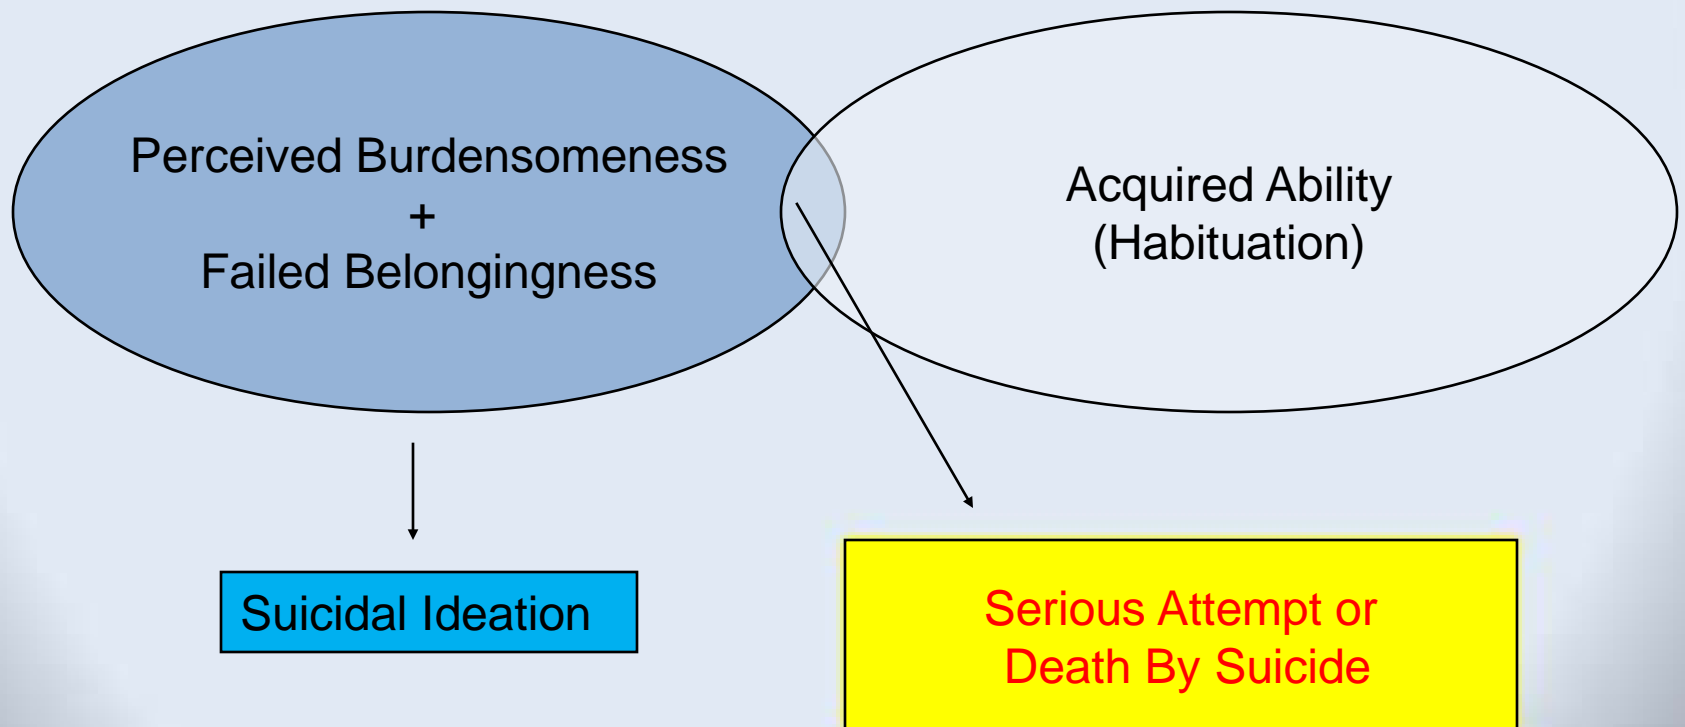 Perceived Burdensomeness
+
Failed Belongingness
Acquired Ability
(Habituation)
Suicidal Ideation
Serious Attempt or
Death By Suicide